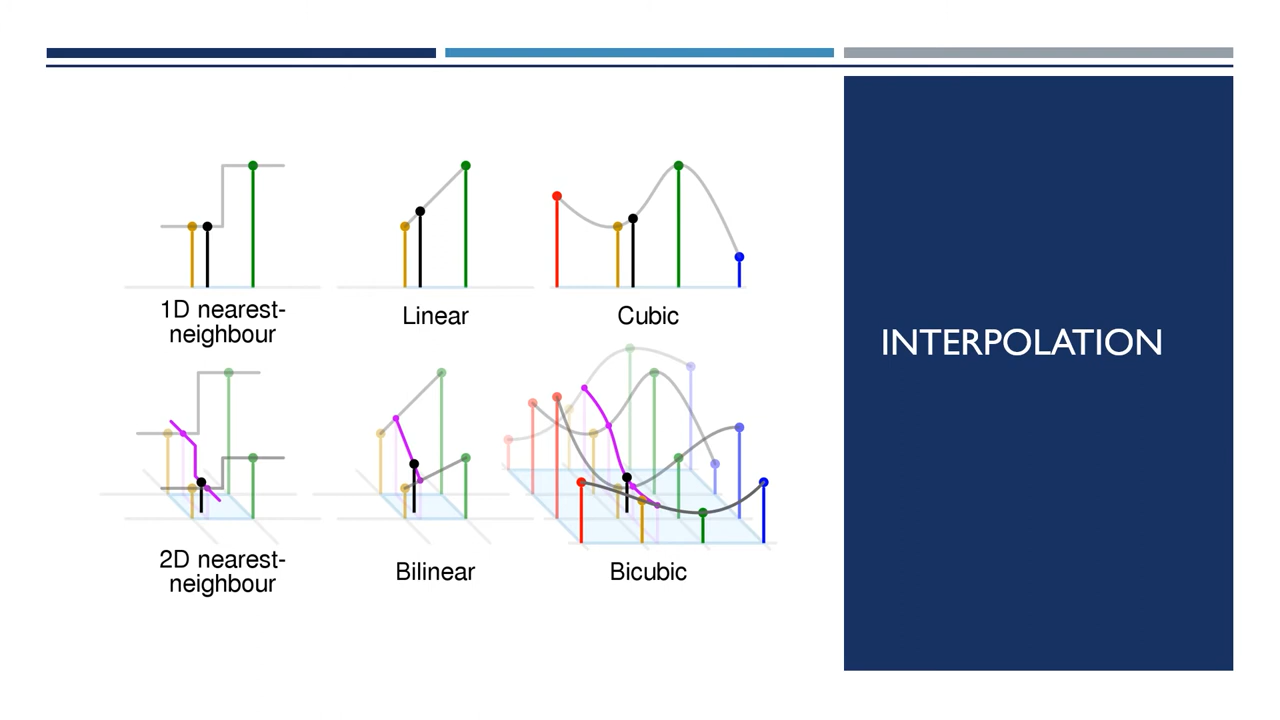 1D nearest-
neighbour
Linear
Cubic
2D nearest-
neighbour
Bilinear
Bicubic
INTERPOLATION